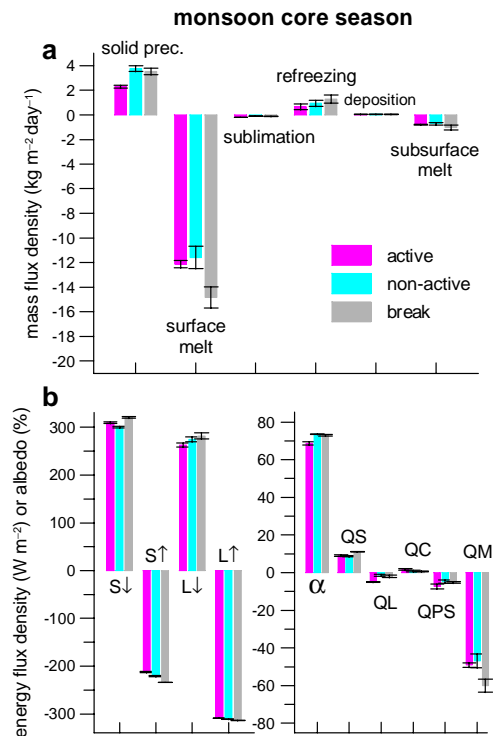 monsoon core season
a
solid prec.
refreezing
deposition
sublimation
subsurface
melt
surface
melt
mass flux density (kg m⁻² day⁻¹)
4
2
0
-2
-4
-6
-8
-10
-12
-14
-16
-18
-20
active
non-active
break
b
energy flux density (W m⁻²) or albedo (%)
300
200
100
0
-100
-200
-300
S↓
S↑
L↓
L↑
80
60
40
20
0
-20
-40
-60
-80
α
QS
QL
QC
QPS
QM